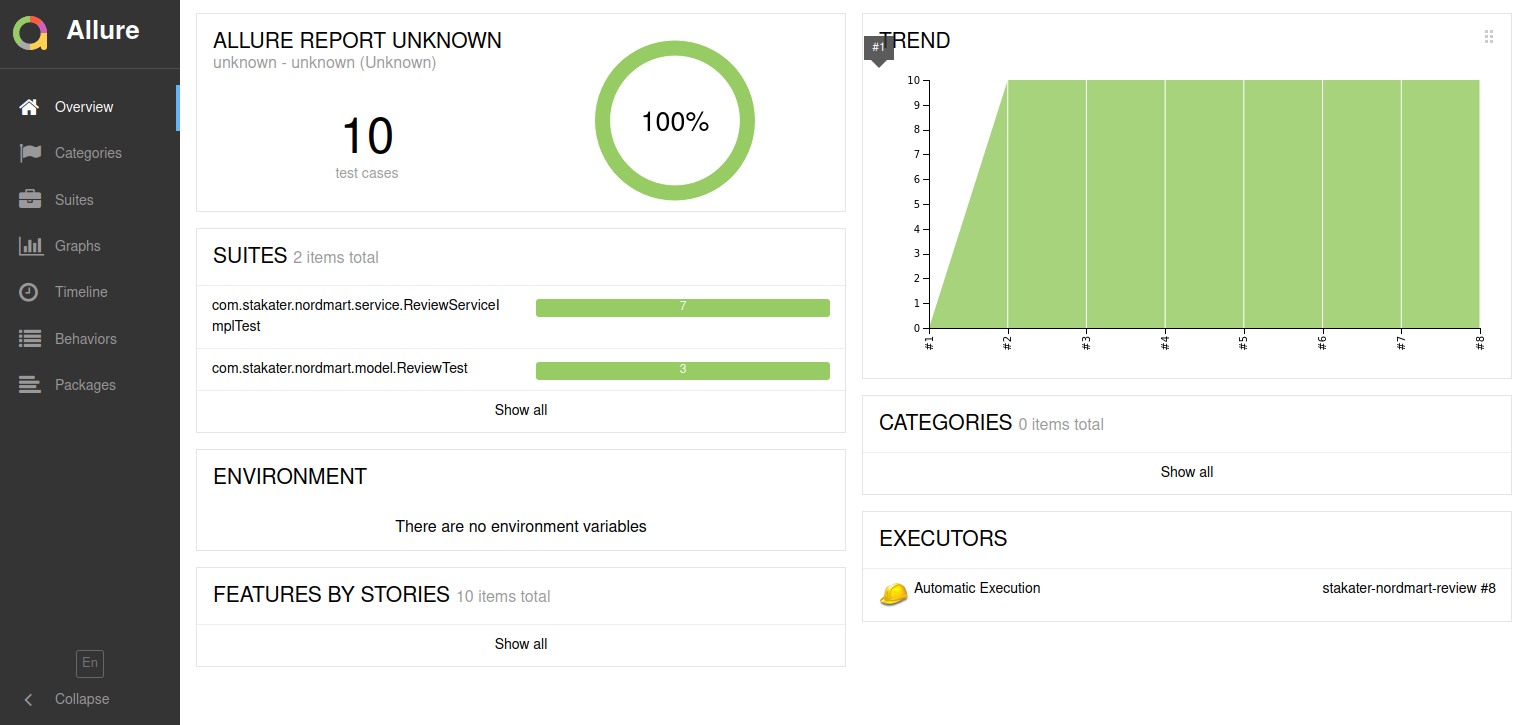 Allure
Overview
Categories
Suites
Graphs
Timeline
Behaviors
Packages
En
Collapse
ALLURE REPORT UNKNOWN
unknown - unknown (Unknown)
10
test cases
100%
SUITES 2 items total
com.stakater.nordmart.service.ReviewServiceI
mplTest
7
com.stakater.nordmart.model.ReviewTest
3
Show all
ENVIRONMENT
There are no environment variables
FEATURES BY STORIES 10 items total
Show all
TREND
#1
10
9
8
7
6
5
4
3
2
1
0
#1
#2
#3
#4
#5
#6
#7
#8
CATEGORIES 0 items total
Show all
EXECUTORS
Automatic Execution
stakater-nordmart-review #8